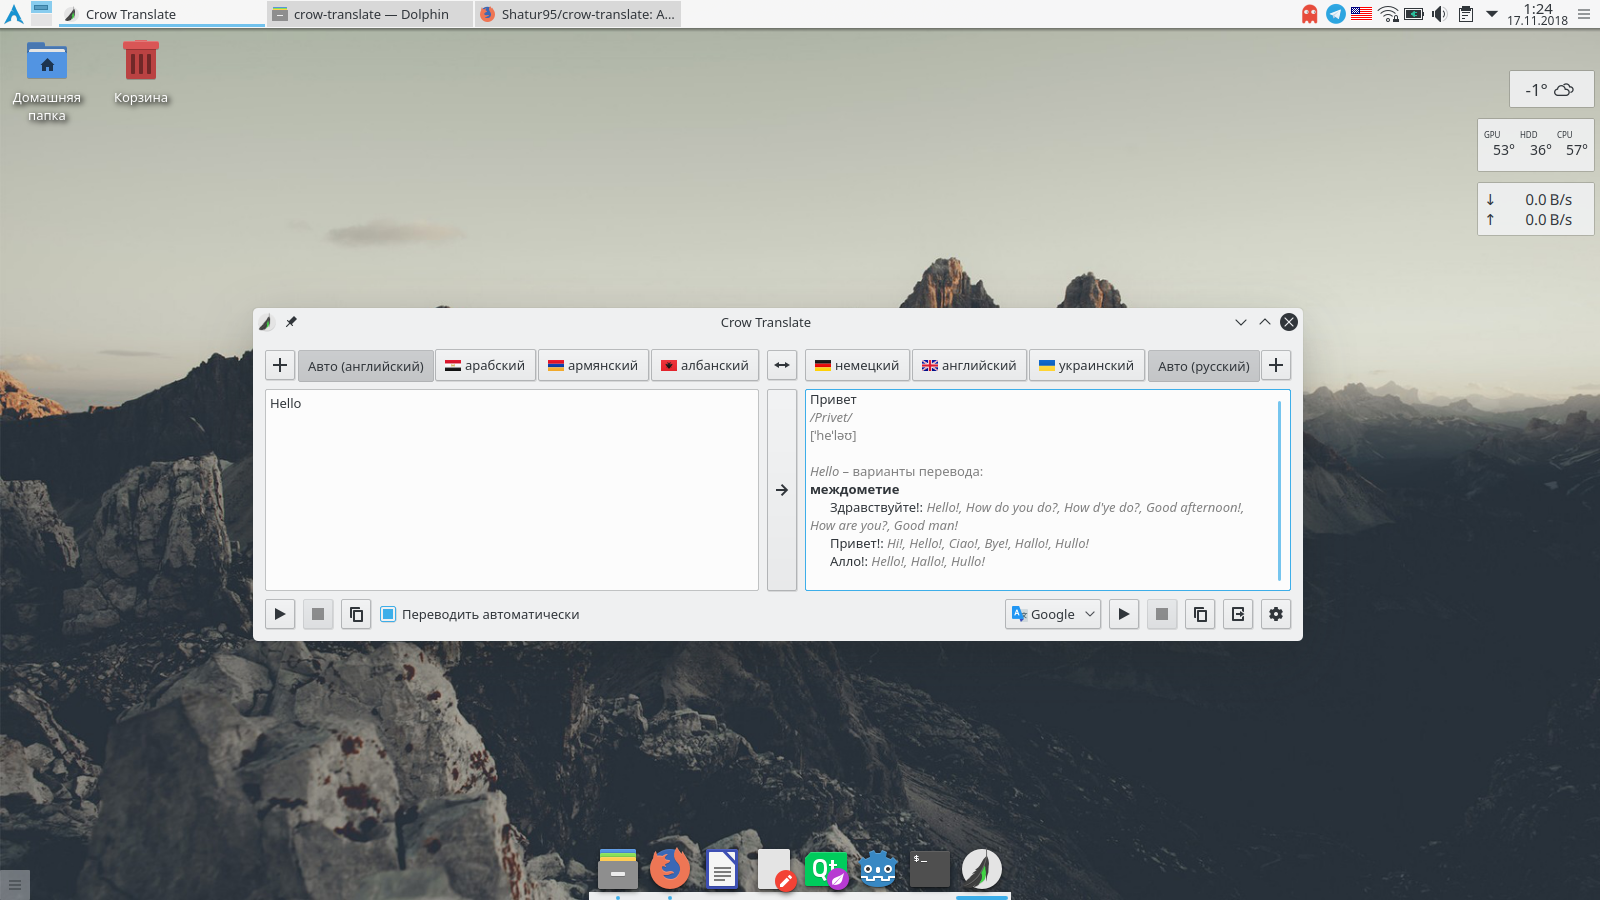 Crow Translate
crow-translate — Dolphin
Shatur95/crow-translate: A...
1:24
17.11.2018
Домашняя
папка
Корзина
-1°
GPU HDD CPU
53° 36° 57°
↓ 0.0 B/s
↑ 0.0 B/s
Crow Translate
Авто (английский)
арабский
армянский
албанский
немецкий
английский
украинский
Авто (русский)
Hello
Привет
/Privet/
[ˈheˈləʊ]
Hello – варианты перевода:
междометие
Здравствуйте!: Hello!, How do you do?, How d'ye do?, Good afternoon!,
How are you?, Good man!
Привет!: Hi!, Hello!, Ciao!, Bye!, Hallo!, Hullo!
Алло!: Hello!, Hallo!, Hullo!
Переводить автоматически
Google
Qt
$_